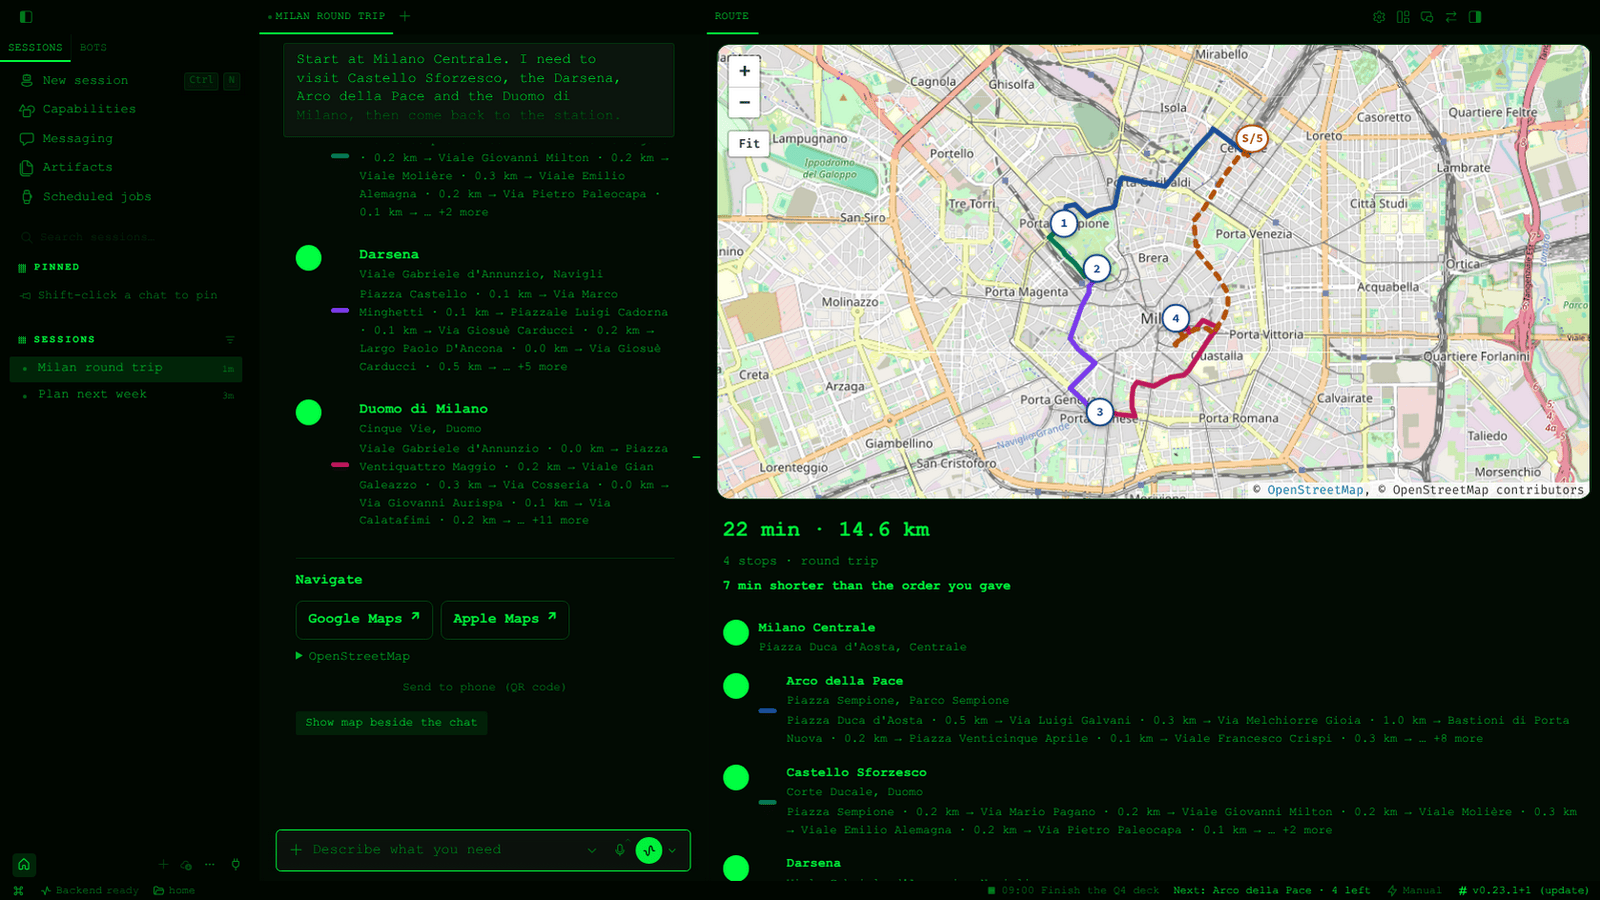 MILAN ROUND TRIP
ROUTE
SESSIONS
BOTS
New session
Ctrl
N
Capabilities
Messaging
Artifacts
Scheduled jobs
Search sessions…
PINNED
Shift-click a chat to pin
SESSIONS
Milan round trip
1m
Plan next week
3m
Start at Milano Centrale. I need to
visit Castello Sforzesco, the Darsena,
Arco della Pace and the Duomo di
Milano, then come back to the station.
· 0.2 km → Viale Giovanni Milton · 0.2 km →
Viale Molière · 0.3 km → Viale Emilio
Alemagna · 0.2 km → Via Pietro Paleocapa ·
0.1 km → … +2 more
Darsena
Viale Gabriele d'Annunzio, Navigli
Piazza Castello · 0.1 km → Via Marco
Minghetti · 0.1 km → Piazzale Luigi Cadorna
· 0.1 km → Via Giosuè Carducci · 0.2 km →
Largo Paolo D'Ancona · 0.0 km → Via Giosuè
Carducci · 0.5 km → … +5 more
Duomo di Milano
Cinque Vie, Duomo
Viale Gabriele d'Annunzio · 0.0 km → Piazza
Ventiquattro Maggio · 0.2 km → Viale Gian
Galeazzo · 0.3 km → Via Cosseria · 0.0 km →
Via Giovanni Aurispa · 0.1 km → Via
Calatafimi · 0.2 km → … +11 more
Navigate
Google Maps ↗
Apple Maps ↗
OpenStreetMap
Send to phone (QR code)
Show map beside the chat
Describe what you need
+
−
Fit
Mirabello
Cagnola
Ghisolfa
Isola
Casoretto
Quartiere Feltre
Loreto
Lampugnano
Portello
S/5
Lambrate
Ippodromo
del Galoppo
Porta Garibaldi
Tre Torri
Città Studi
San Siro
1
Porta Venezia
Brera
2
Ortica
Porta Magenta
Acquabella
Molinazzo
4
Porta Vittoria
Guastalla
Quartiere Forlanini
Creta
Arzaga
Calvairate
3
Porta Romana
Naviglio Grande
Giambellino
Taliedo
Lorenteggio
San Cristoforo
Morsenchio
© OpenStreetMap, © OpenStreetMap contributors
22 min · 14.6 km
4 stops · round trip
7 min shorter than the order you gave
Milano Centrale
Piazza Duca d'Aosta, Centrale
Arco della Pace
Piazza Sempione, Parco Sempione
Piazza Duca d'Aosta · 0.5 km → Via Luigi Galvani · 0.3 km → Via Melchiorre Gioia · 1.0 km → Bastioni di Porta
Nuova · 0.2 km → Piazza Venticinque Aprile · 0.1 km → Viale Francesco Crispi · 0.3 km → … +8 more
Castello Sforzesco
Corte Ducale, Duomo
Piazza Sempione · 0.2 km → Via Mario Pagano · 0.2 km → Viale Giovanni Milton · 0.2 km → Viale Molière · 0.3 km
→ Viale Emilio Alemagna · 0.2 km → Via Pietro Paleocapa · 0.1 km → … +2 more
Darsena
Backend ready
home
09:00 Finish the Q4 deck
Next: Arco della Pace · 4 left
Manual
v0.23.1+1 (update)